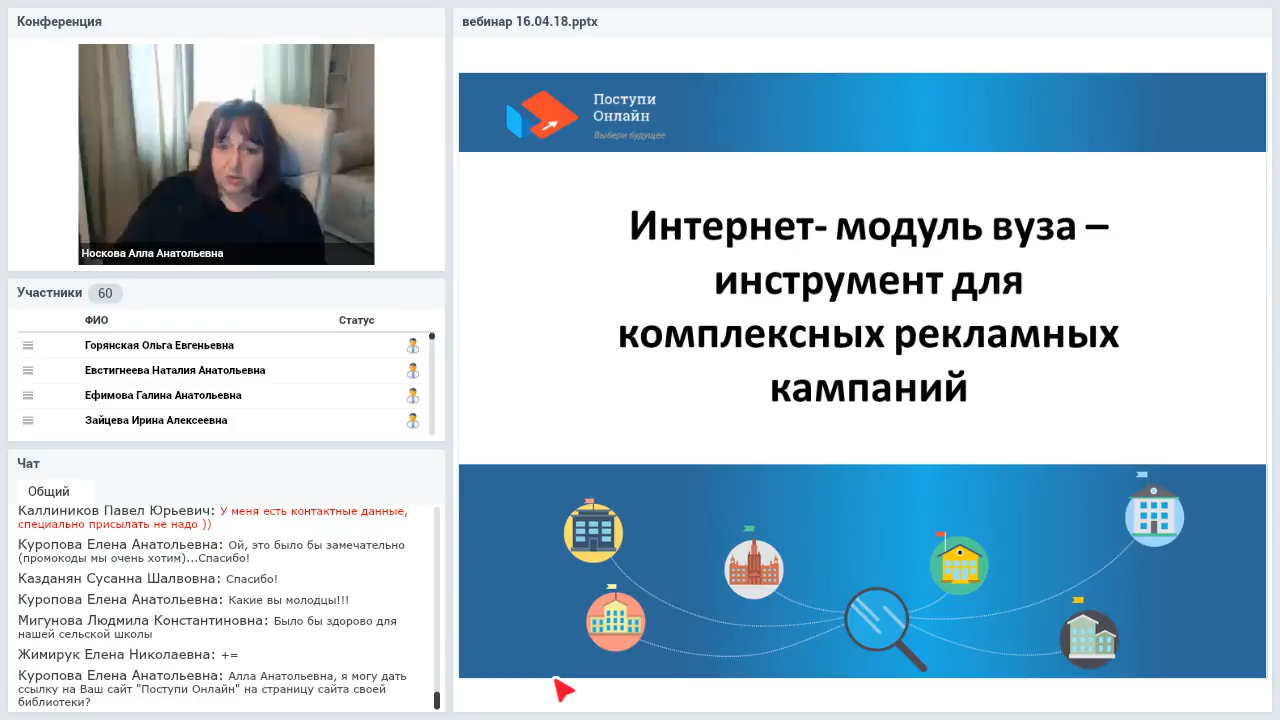 Конференция
Носкова Алла Анатольевна
Участники 60
ФИО Статус
Горянская Ольга Евгеньевна
Евстигнеева Наталия Анатольевна
Ефимова Галина Анатольевна
Зайцева Ирина Алексеевна
Чат
Общий
Каллиников Павел Юрьевич: У меня есть контактные данные,
специально присылать не надо ))
Куропова Елена Анатольевна: Ой, это было бы замечательно
(промокоды мы очень хотим)...Спасибо!
Казданян Сусанна Шалвовна: Спасибо!
Куропова Елена Анатольевна: Какие вы молодцы!!!
Мигунова Людмила Константиновна: Было бы здорово для
нашей сельской школы
Жимирук Елена Николаевна: +=
Куропова Елена Анатольевна: Алла Анатольевна, я могу дать
ссылку на Ваш сайт "Поступи Онлайн" на страницу сайта своей
библиотеки?
вебинар 16.04.18.pptx
Поступи
Онлайн
Выбери будущее
Интернет- модуль вуза –
инструмент для
комплексных рекламных
кампаний